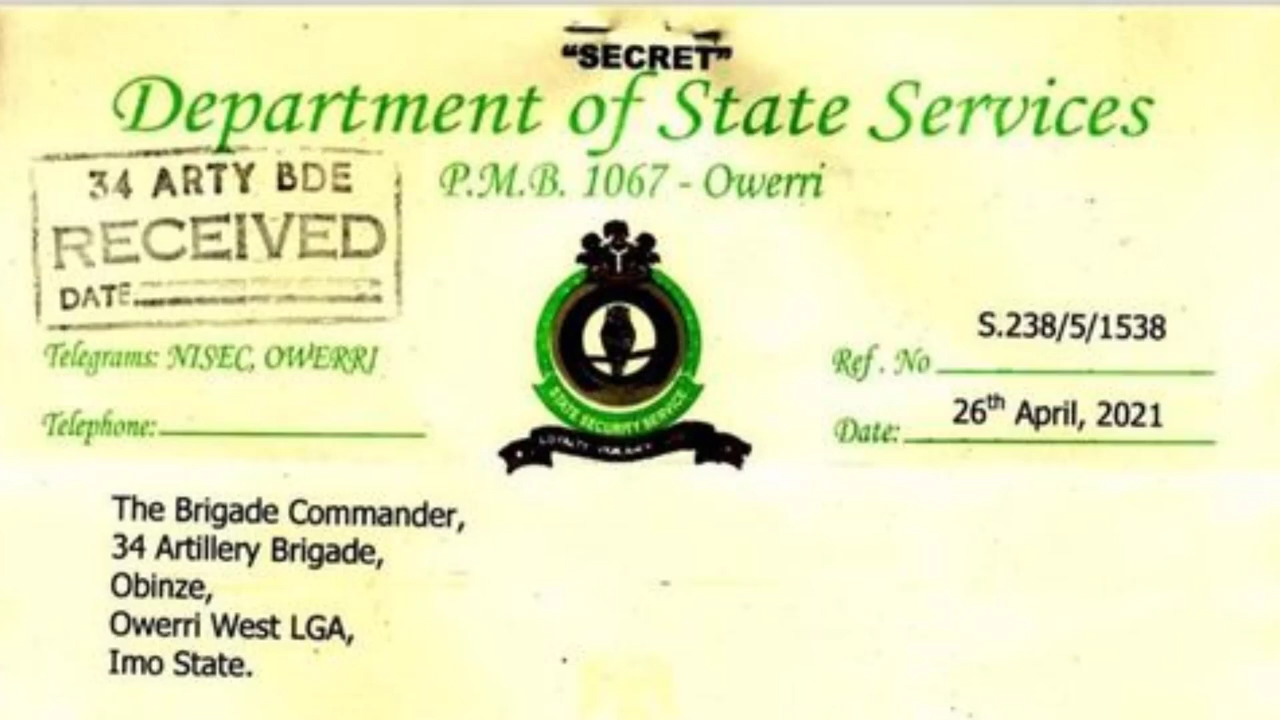 "SECRET"
Department of State Services
P.M.B. 1067 - Owerri
34 ARTY BDE
RECEIVED
DATE
Telegrams: NISEC, OWERRI
Telephone:
STATE SECURITY SERVICE
LOYALTY
S.238/5/1538
Ref. No
26th April, 2021
Date:
The Brigade Commander,
34 Artillery Brigade,
Obinze,
Owerri West LGA,
Imo State.